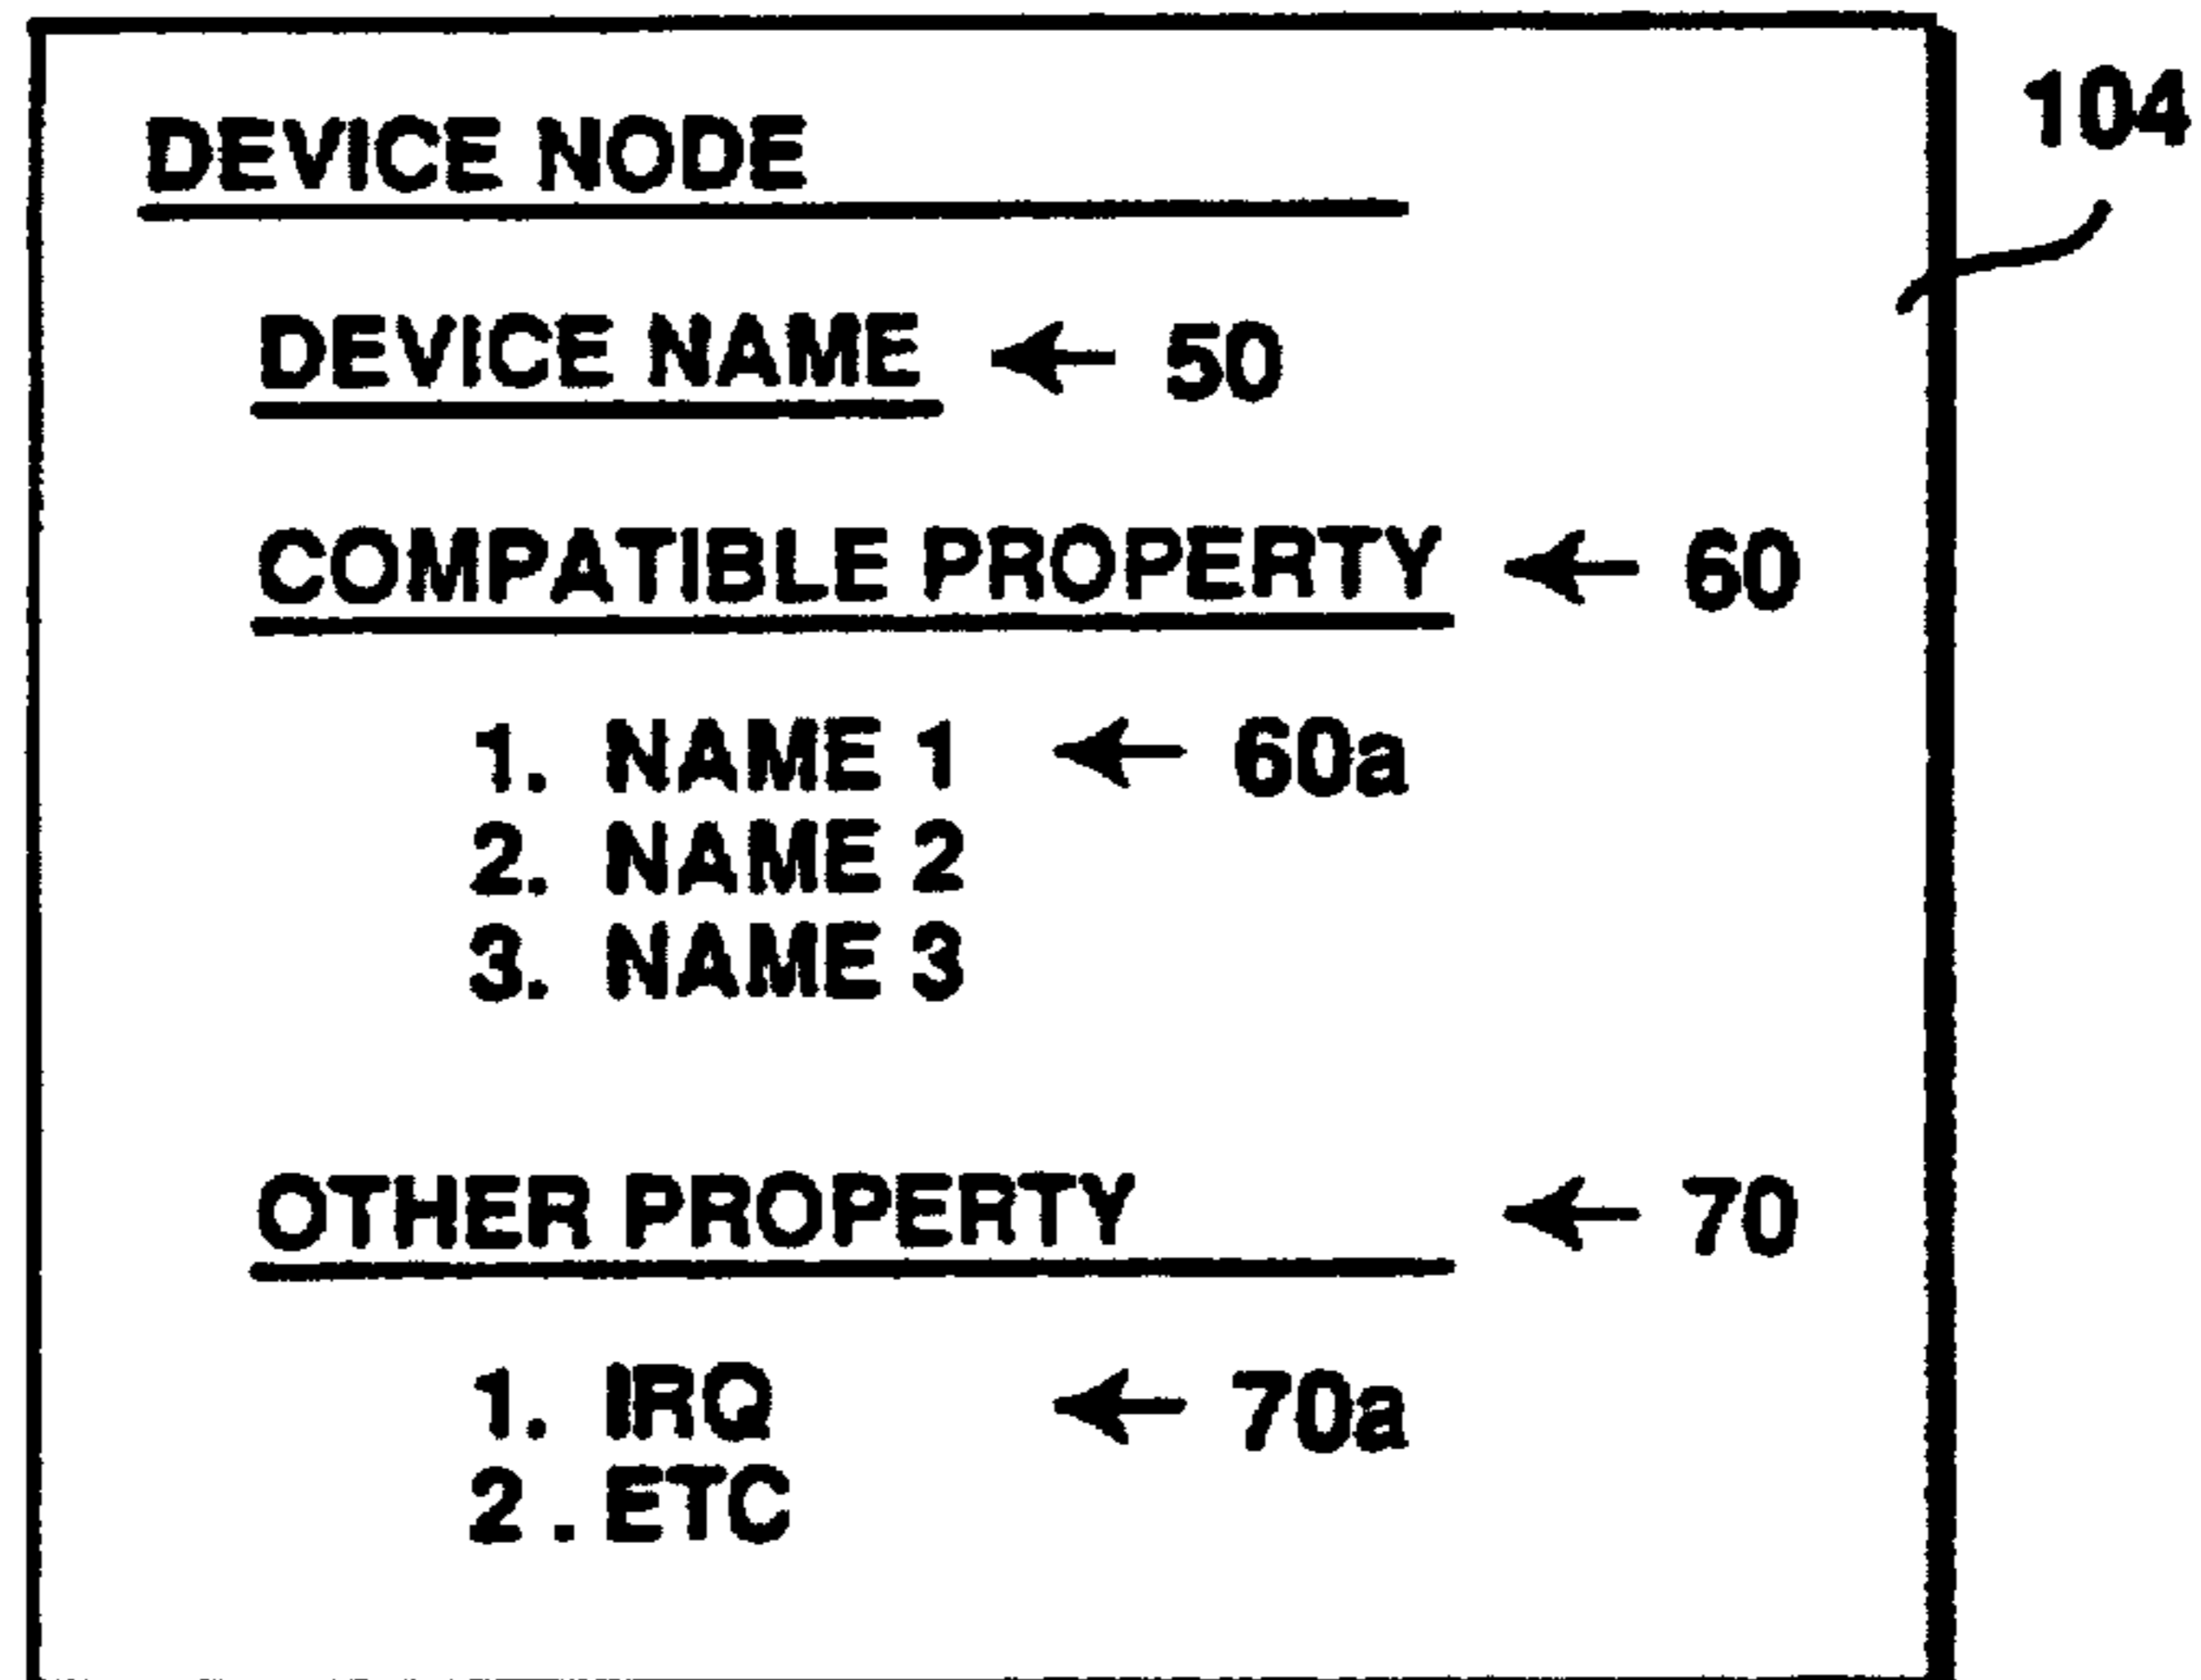 104
DEVICE NODE
DEVICE NAME 50
COMPATIBLE PROPERTY 60
1. NAME 1 60a
2. NAME 2
3. NAME 3
OTHER PROPERTY 70
1. IRQ 70a
2. ETC